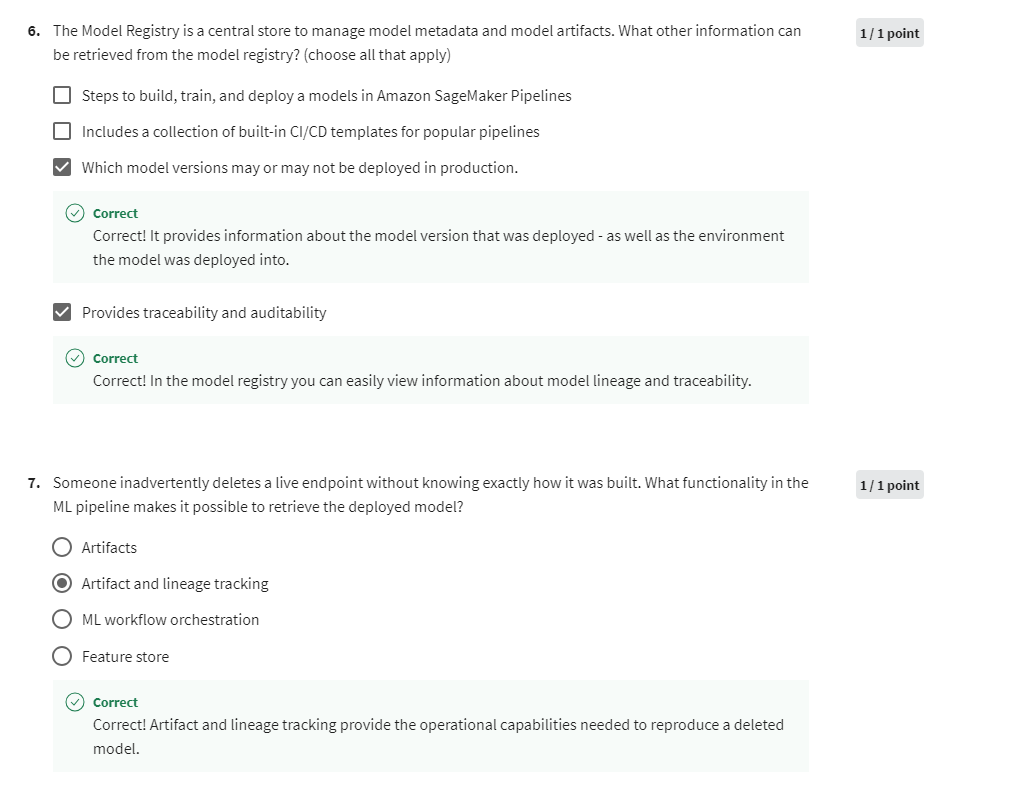 6. The Model Registry is a central store to manage model metadata and model artifacts. What other information can 1 / 1 point
be retrieved from the model registry? (choose all that apply)
Steps to build, train, and deploy a models in Amazon SageMaker Pipelines
Includes a collection of built-in CI/CD templates for popular pipelines
Which model versions may or may not be deployed in production.
Correct
Correct! It provides information about the model version that was deployed - as well as the environment
the model was deployed into.
Provides traceability and auditability
Correct
Correct! In the model registry you can easily view information about model lineage and traceability.
7. Someone inadvertently deletes a live endpoint without knowing exactly how it was built. What functionality in the 1 / 1 point
ML pipeline makes it possible to retrieve the deployed model?
Artifacts
Artifact and lineage tracking
ML workflow orchestration
Feature store
Correct
Correct! Artifact and lineage tracking provide the operational capabilities needed to reproduce a deleted
model.